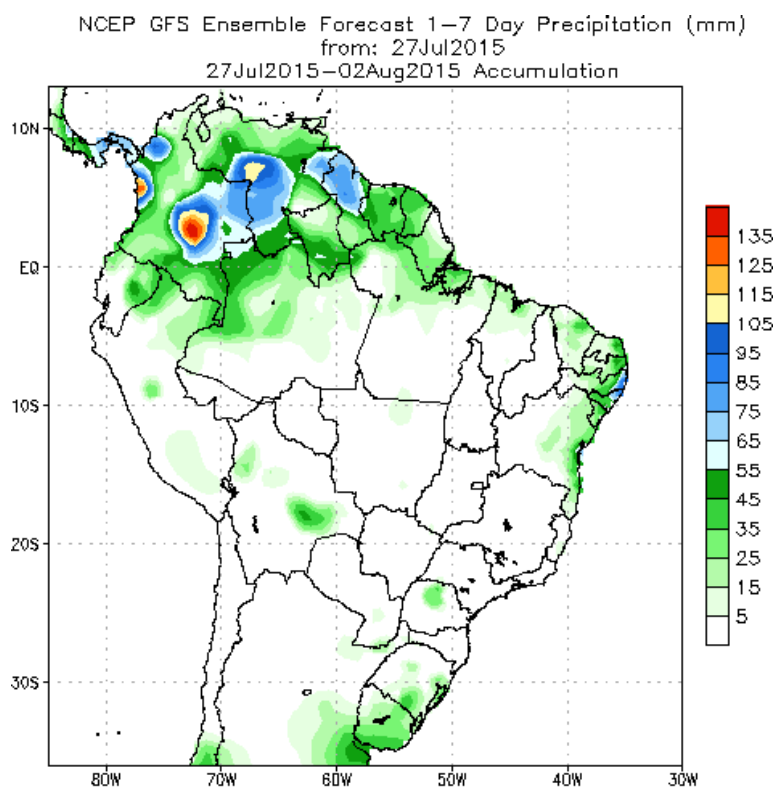 NCEP GFS Ensemble Forecast 1–7 Day Precipitation (mm)
from: 27Jul2015
27Jul2015–02Aug2015 Accumulation
10N
EQ
10S
20S
30S
80W
70W
60W
50W
40W
30W
135
125
115
105
95
85
75
65
55
45
35
25
15
5